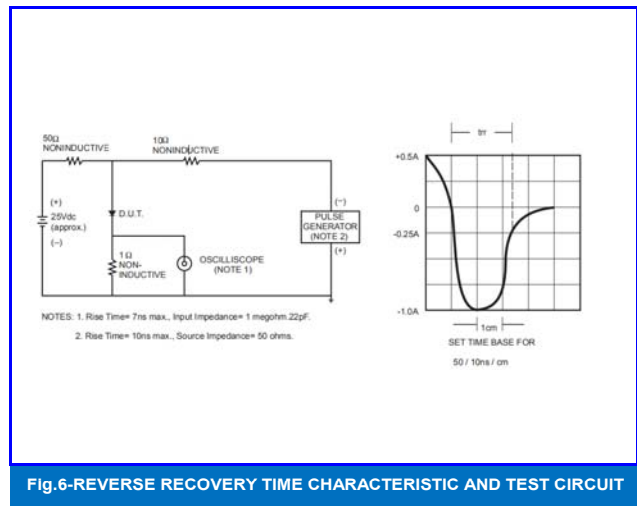 50Ω
NONINDUCTIVE
10Ω
NONINDUCTIVE
(+)
25Vdc
(approx.)
(−)
D.U.T.
1Ω
NON-
INDUCTIVE
OSCILLISCOPE
(NOTE 1)
(−)
PULSE
GENERATOR
(NOTE 2)
(+)
NOTES: 1. Rise Time= 7ns max., Input Impedance= 1 megohm.22pF.
2. Rise Time= 10ns max., Source Impedance= 50 ohms.
trr
+0.5A
0
-0.25A
-1.0A
1cm
SET TIME BASE FOR
50 / 10ns / cm
Fig.6-REVERSE RECOVERY TIME CHARACTERISTIC AND TEST CIRCUIT